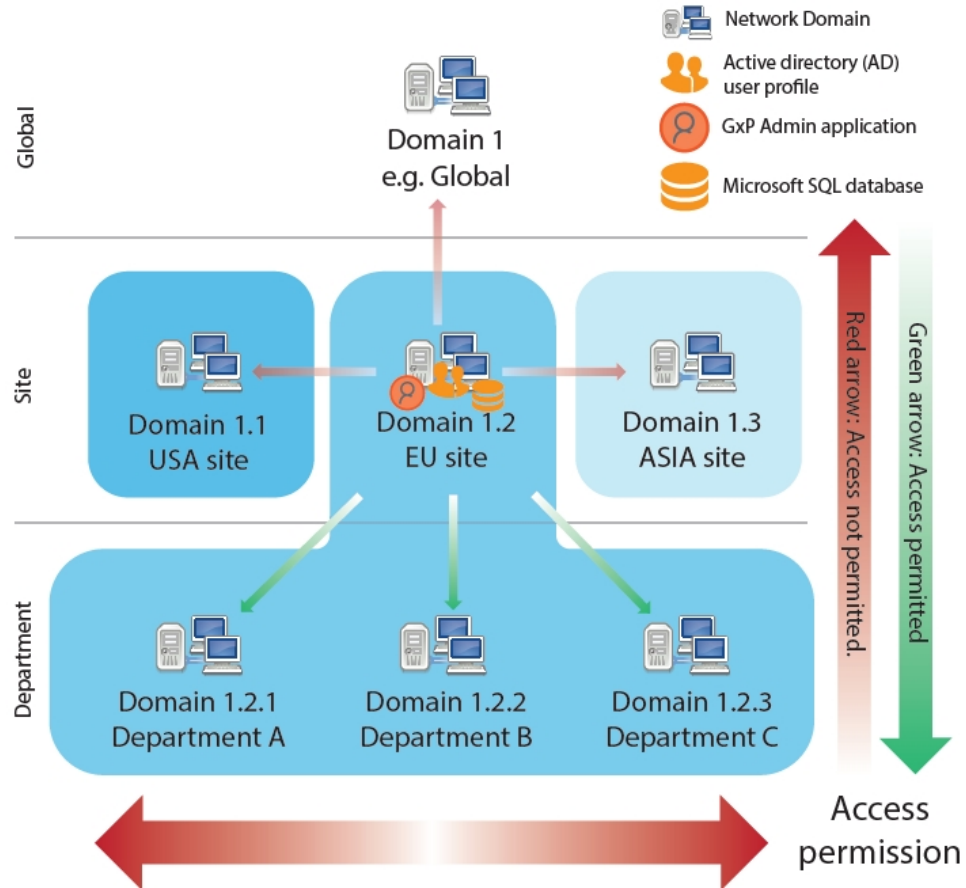 Network Domain
Active directory (AD)
user profile
GxP Admin application
Microsoft SQL database
Global
Domain 1
e.g. Global
Site
Domain 1.1
USA site
Domain 1.2
EU site
Domain 1.3
ASIA site
Department
Domain 1.2.1
Department A
Domain 1.2.2
Department B
Domain 1.2.3
Department C
Red arrow: Access not permitted.
Green arrow: Access permitted
Access
permission